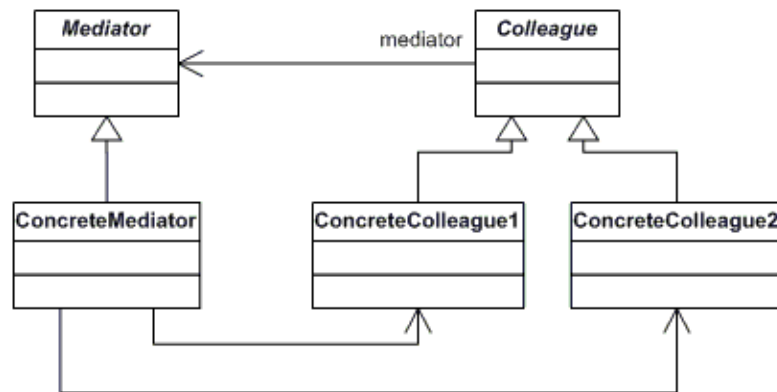 Mediator
mediator
Colleague
ConcreteMediator
ConcreteColleague1
ConcreteColleague2